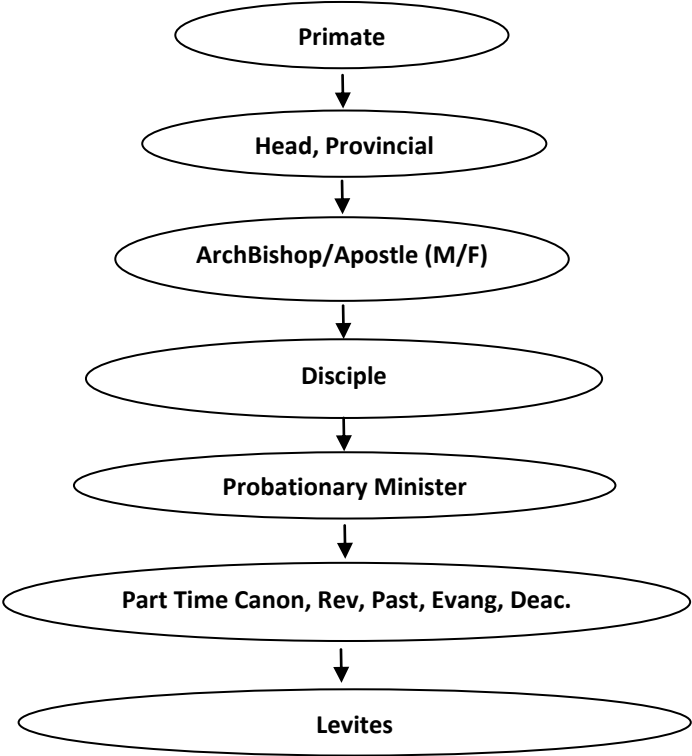 Primate
Head, Provincial
ArchBishop/Apostle (M/F)
Disciple
Probationary Minister
Part Time Canon, Rev, Past, Evang, Deac.
Levites